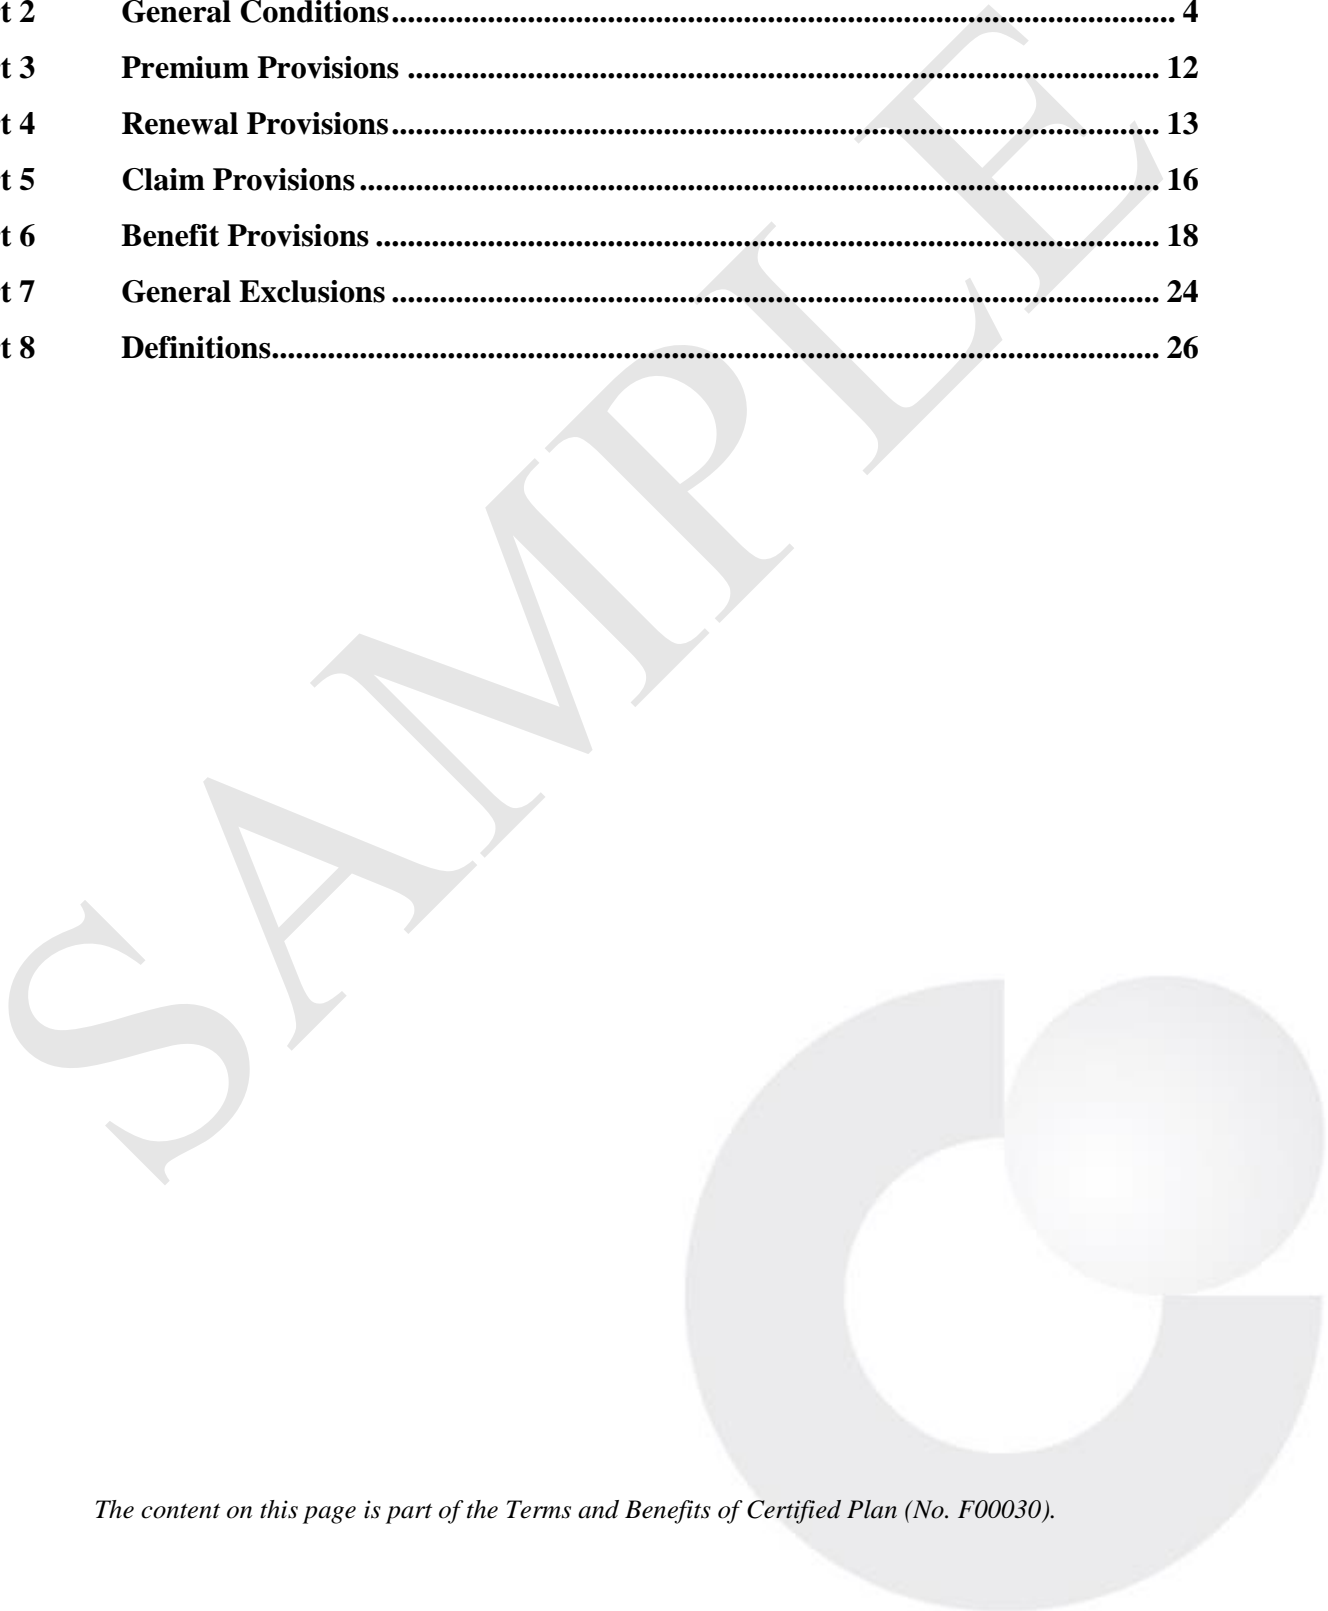 t 2 General Conditions.................................................................................................. 4
t 3 Premium Provisions .............................................................................................. 12
t 4 Renewal Provisions................................................................................................ 13
t 5 Claim Provisions .................................................................................................... 16
t 6 Benefit Provisions .................................................................................................. 18
t 7 General Exclusions ................................................................................................ 24
t 8 Definitions............................................................................................................... 26
SAMPLE
The content on this page is part of the Terms and Benefits of Certified Plan (No. F00030).